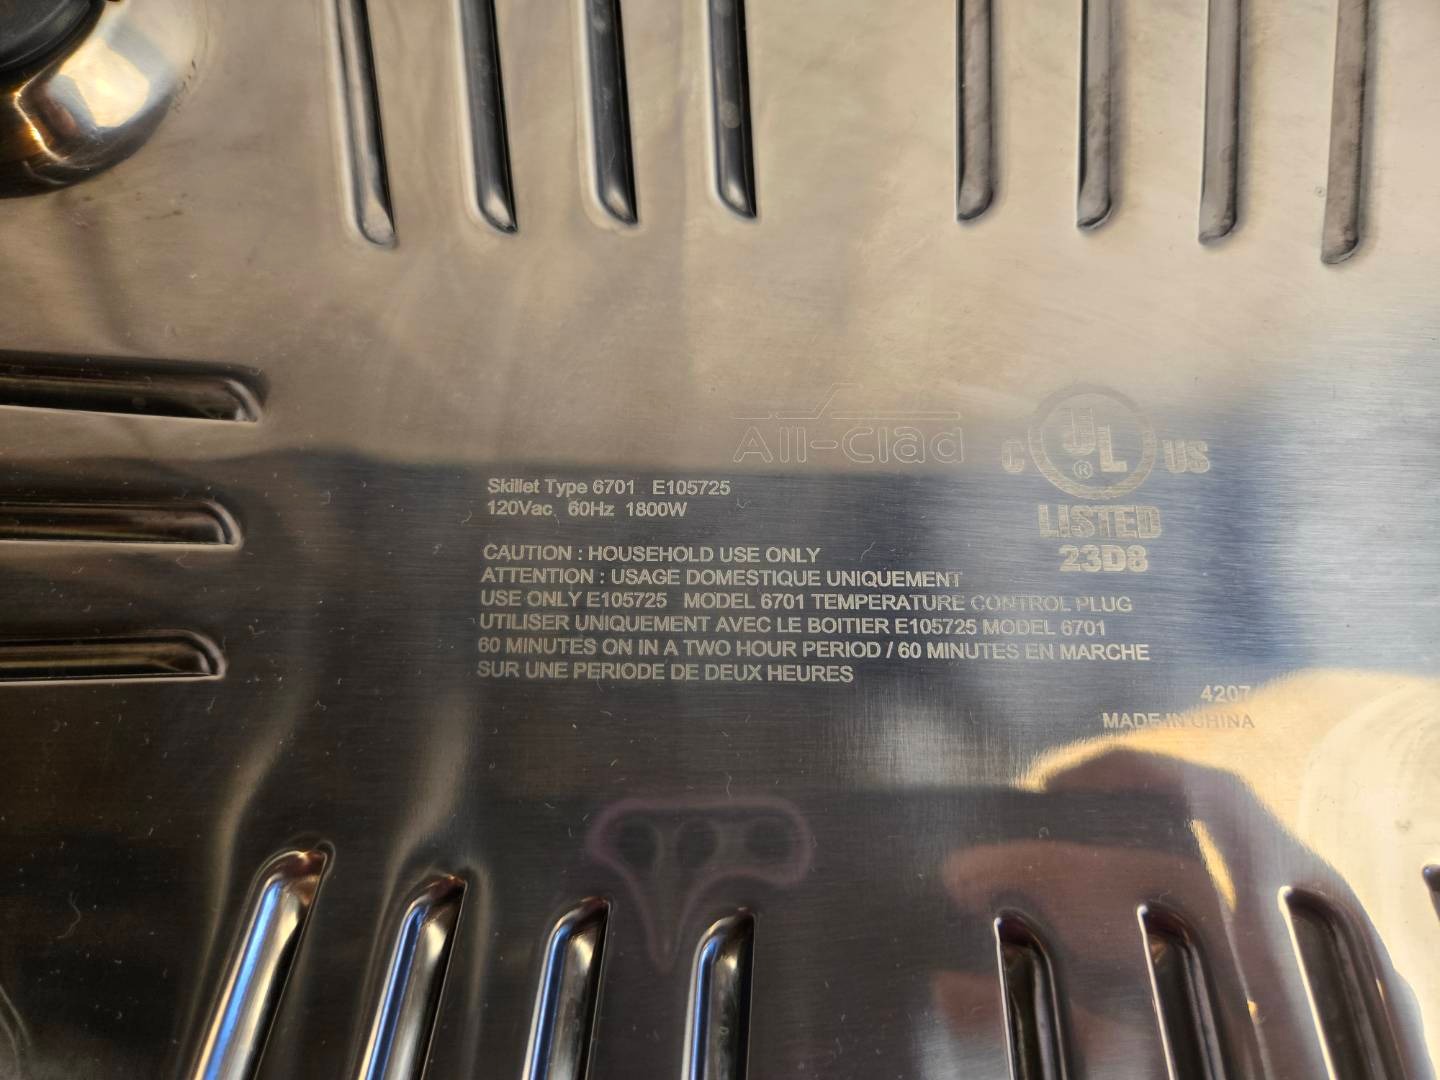 All-Clad
C UL US
®
LISTED
23D8
Skillet Type 6701 E105725
120Vac 60Hz 1800W
CAUTION : HOUSEHOLD USE ONLY
ATTENTION : USAGE DOMESTIQUE UNIQUEMENT
USE ONLY E105725 MODEL 6701 TEMPERATURE CONTROL PLUG
UTILISER UNIQUEMENT AVEC LE BOITIER E105725 MODEL 6701
60 MINUTES ON IN A TWO HOUR PERIOD / 60 MINUTES EN MARCHE
SUR UNE PERIODE DE DEUX HEURES
4207
MADE IN CHINA